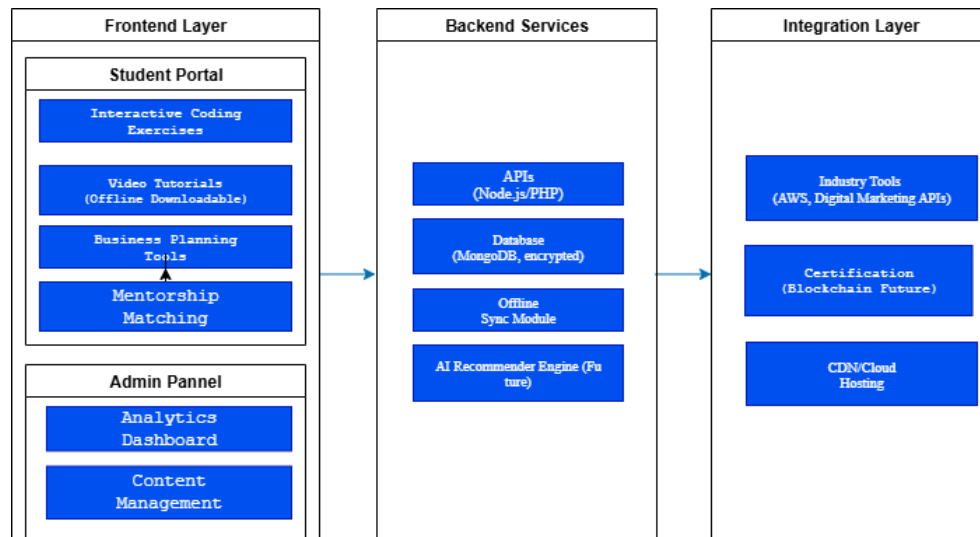 Frontend Layer
Student Portal
Interactive Coding
Exercises
Video Tutorials
(Offline Downloadable)
Business Planning
Tools
Mentorship
Matching
Admin Pannel
Analytics
Dashboard
Content
Management
Backend Services
APIs
(Node.js/PHP)
Database
(MongoDB, encrypted)
Offline
Sync Module
AI Recommender Engine (Fu
ture)
Integration Layer
Industry Tools
(AWS, Digital Marketing APIs)
Certification
(Blockchain Future)
CDN/Cloud
Hosting